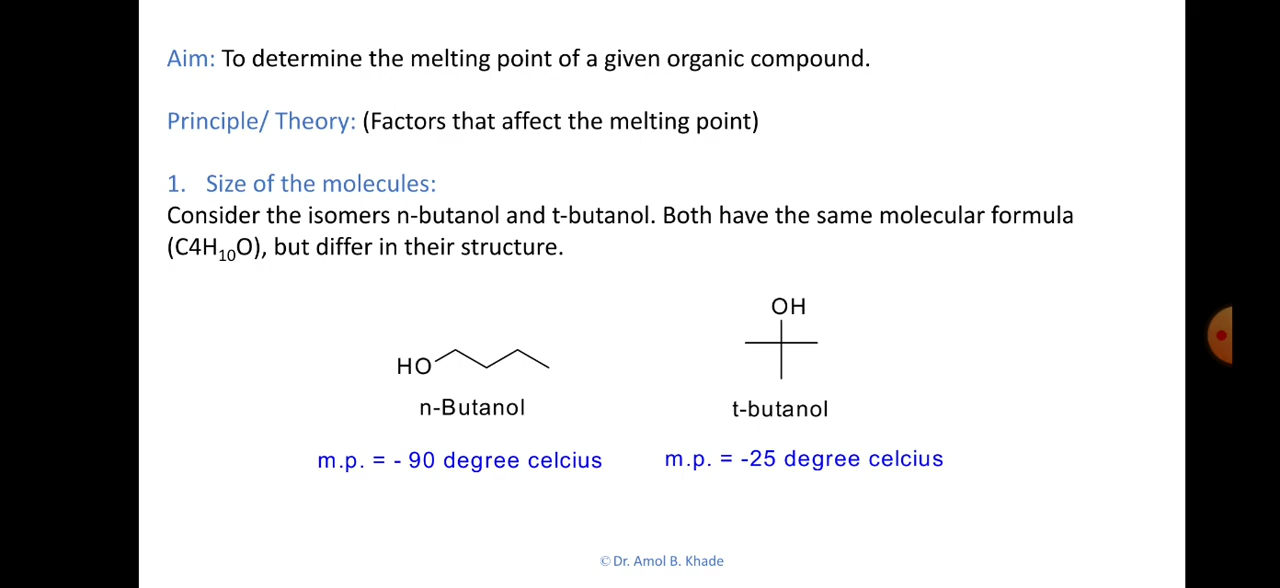 Aim: To determine the melting point of a given organic compound.
Principle/ Theory: (Factors that affect the melting point)
1. Size of the molecules:
Consider the isomers n-butanol and t-butanol. Both have the same molecular formula
(C4H₁₀O), but differ in their structure.
OH
HO
n-Butanol
t-butanol
m.p. = - 90 degree celcius
m.p. = -25 degree celcius
© Dr. Amol B. Khade